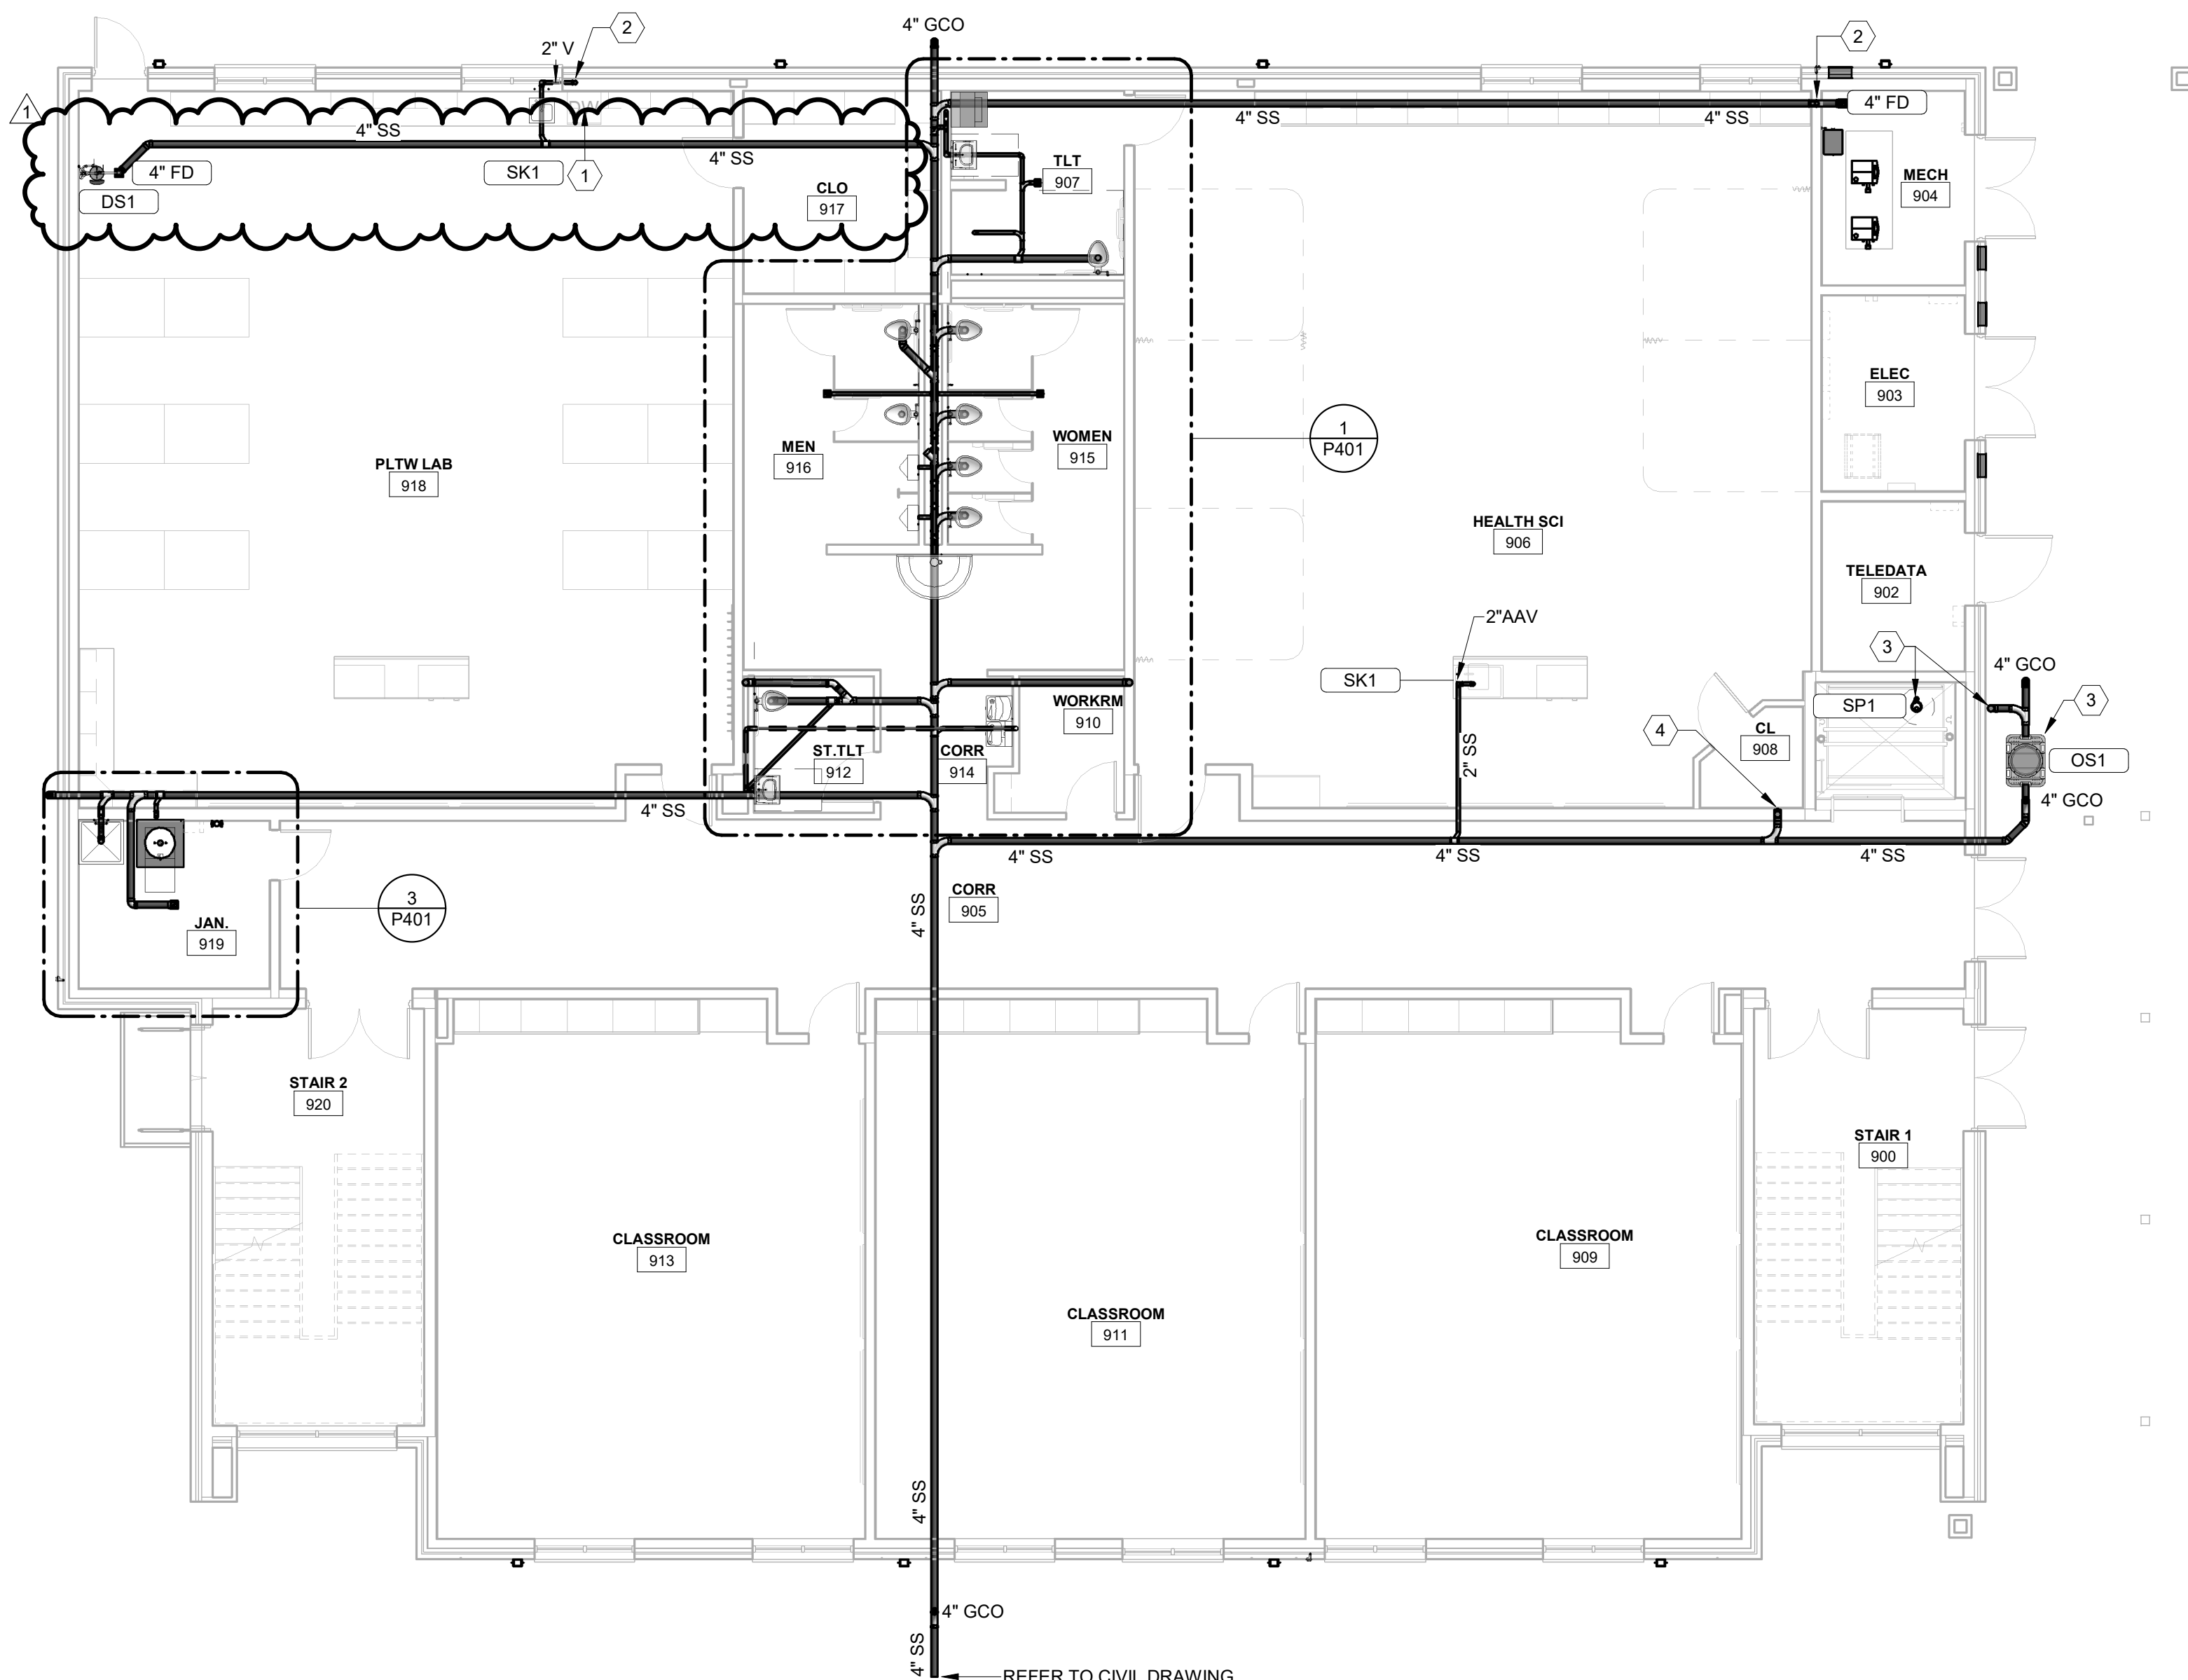 4" GCO
2
2" V
2
1
4" FD
DW
4" SS
4" SS
4" SS
4" SS
4" FD
SK1
1
DS1
CLO
917
TLT
907
MECH
904
ELEC
903
1
P401
MEN
916
WOMEN
915
PLTW LAB
918
HEALTH SCI
906
TELEDATA
902
2"AAV
3
4" GCO
SK1
WORKRM
910
SP1
3
4
CL
908
ST.TLT
912
CORR
914
2" SS
OS1
4" GCO
4" SS
4" SS
4" SS
4" SS
CORR
905
4" SS
3
P401
JAN.
919
STAIR 2
920
STAIR 1
900
CLASSROOM
913
CLASSROOM
909
CLASSROOM
911
4" SS
4" GCO
4" SS
REFER TO CIVIL DRAWING